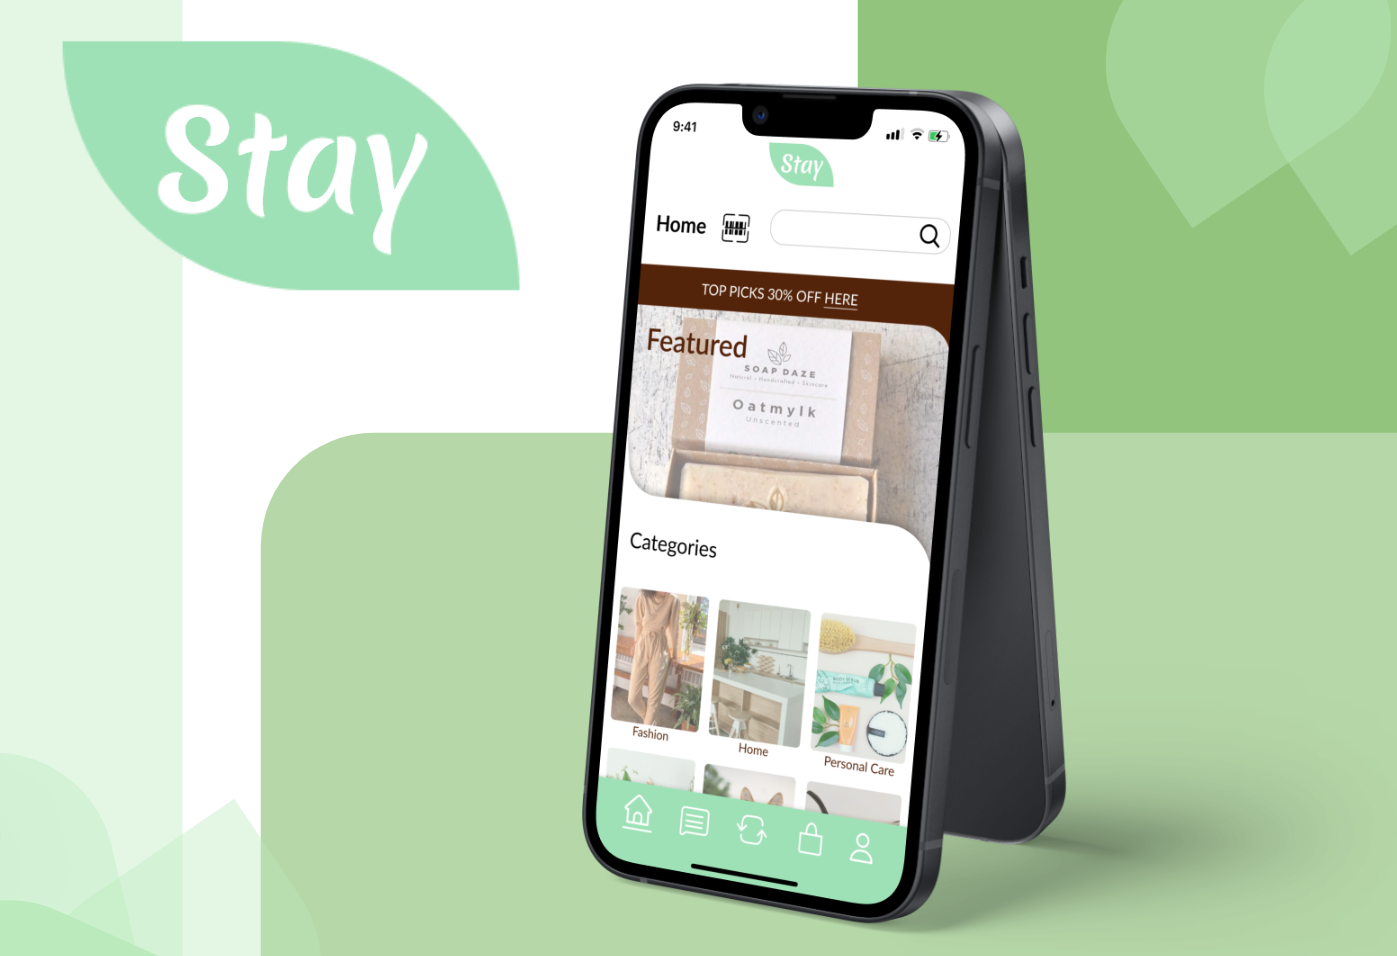 Stay
9:41
Stay
Home
TOP PICKS 30% OFF HERE
Featured
SOAP DAZE
Natural - Handcrafted - Skincare
Oatmylk
Unscented
Categories
Fashion
Home
Personal Care